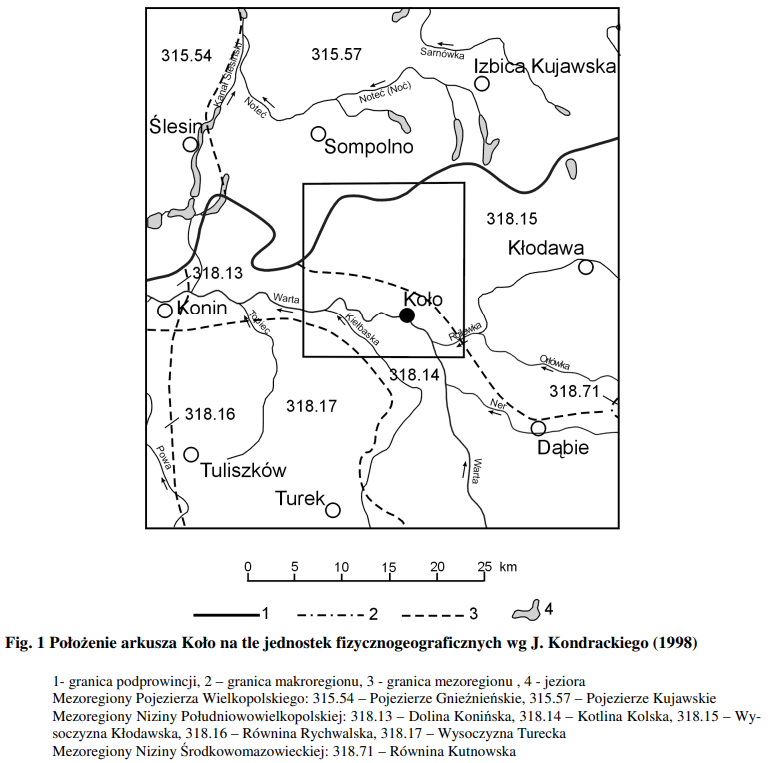 315.54
315.57
Sarnówka
Izbica Kujawska
Kanał Ślesiński
Noteć (Noć)
Noteć
Ślesin
Sompolno
318.15
Kłodawa
318.13
Warta
Koło
Konin
Topiec
Kiełbaska
Rgilewka
Orłówka
318.14
318.71
318.16
318.17
Ner
Dąbie
Powa
Tuliszków
Warta
Turek
0 5 10 15 20 25 km
1 2 3 4
Fig. 1 Położenie arkusza Koło na tle jednostek fizycznogeograficznych wg J. Kondrackiego (1998)
1- granica podprowincji, 2 – granica makroregionu, 3 - granica mezoregionu , 4 - jeziora
Mezoregiony Pojezierza Wielkopolskiego: 315.54 – Pojezierze Gnieźnieńskie, 315.57 – Pojezierze Kujawskie
Mezoregiony Niziny Południowowielkopolskiej: 318.13 – Dolina Konińska, 318.14 – Kotlina Kolska, 318.15 – Wy-
soczyzna Kłodawska, 318.16 – Równina Rychwalska, 318.17 – Wysoczyzna Turecka
Mezoregiony Niziny Środkowomazowieckiej: 318.71 – Równina Kutnowska